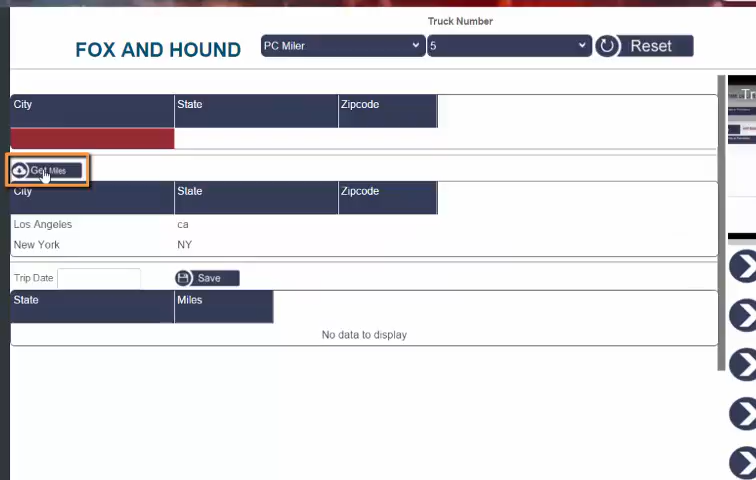 Truck Number
FOX AND HOUND PC Miler 5 Reset
City State Zipcode
Get Miles
City State Zipcode
Los Angeles ca
New York NY
Trip Date Save
State Miles
No data to display